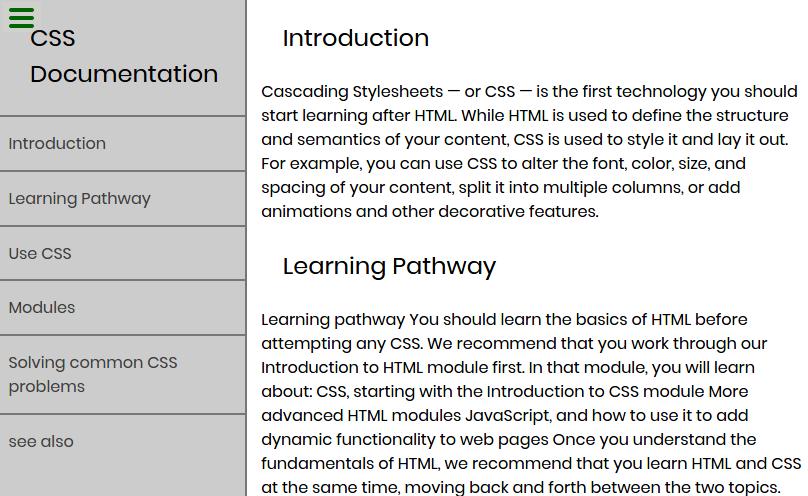 CSS
Documentation
Introduction
Learning Pathway
Use CSS
Modules
Solving common CSS
problems
see also
Introduction
Cascading Stylesheets — or CSS — is the first technology you should
start learning after HTML. While HTML is used to define the structure
and semantics of your content, CSS is used to style it and lay it out.
For example, you can use CSS to alter the font, color, size, and
spacing of your content, split it into multiple columns, or add
animations and other decorative features.
Learning Pathway
Learning pathway You should learn the basics of HTML before
attempting any CSS. We recommend that you work through our
Introduction to HTML module first. In that module, you will learn
about: CSS, starting with the Introduction to CSS module More
advanced HTML modules JavaScript, and how to use it to add
dynamic functionality to web pages Once you understand the
fundamentals of HTML, we recommend that you learn HTML and CSS
at the same time, moving back and forth between the two topics.